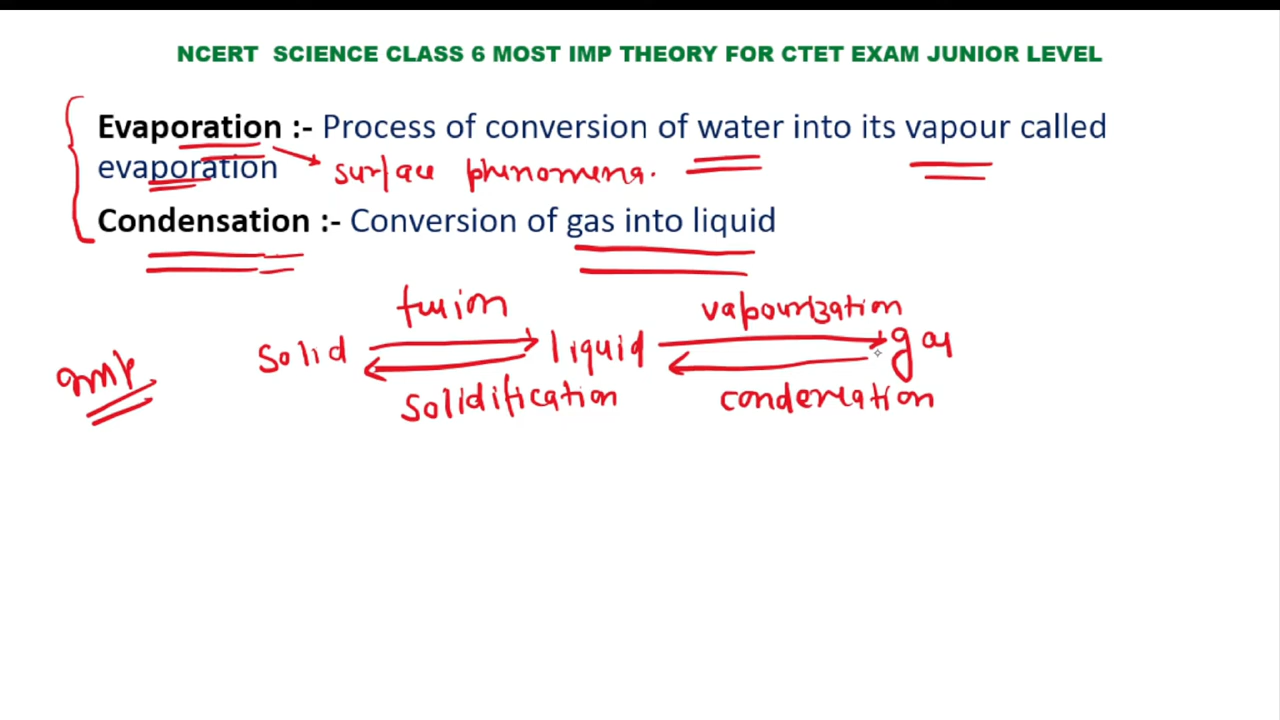 NCERT SCIENCE CLASS 6 MOST IMP THEORY FOR CTET EXAM JUNIOR LEVEL
Evaporation :- Process of conversion of water into its vapour called
evaporation
surface phenomena.
Condensation :- Conversion of gas into liquid
fusion
vapourization
solid
liquid
gas
Imp
solidification
condensation